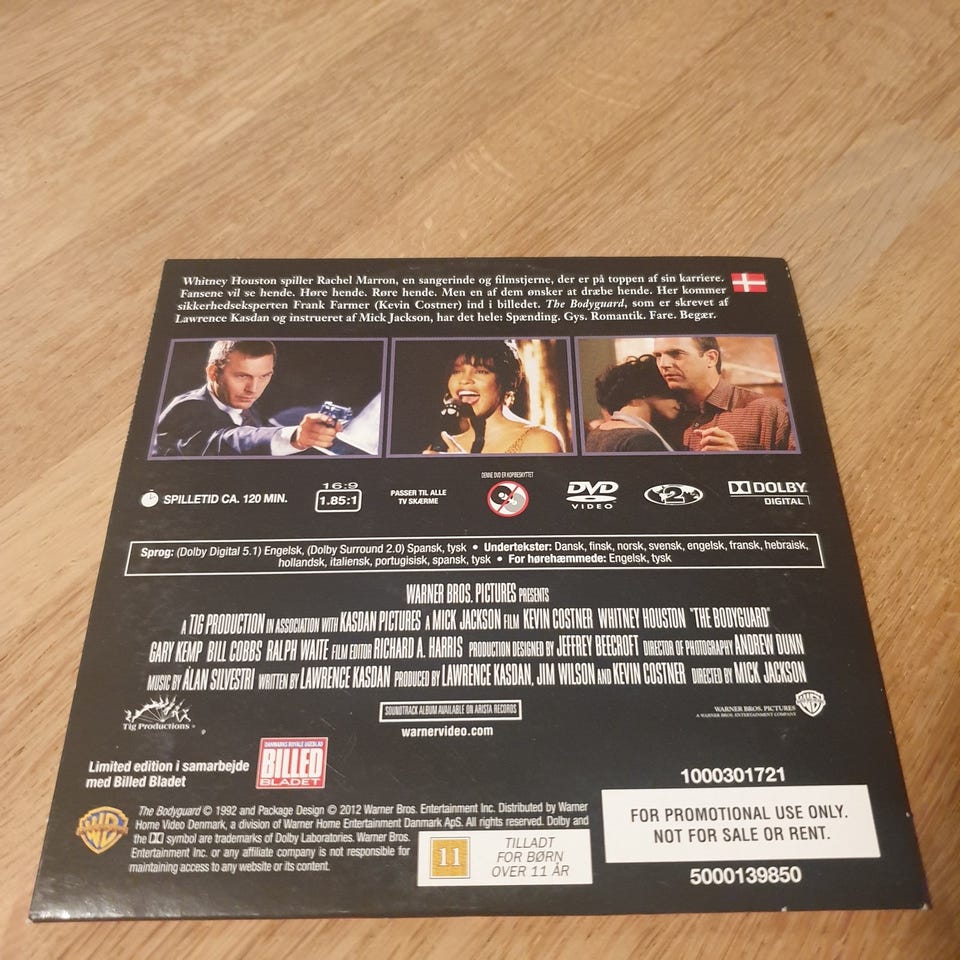 Whitney Houston spiller Rachel Marron, en sangerinde og filmstjerne, der er på toppen af sin karriere.
Fansene vil se hende. Høre hende. Røre hende. Men en af dem ønsker at dræbe hende. Her kommer
sikkerhedseksperten Frank Farmer (Kevin Costner) ind i billedet. The Bodyguard, som er skrevet af
Lawrence Kasdan og instrueret af Mick Jackson, har det hele: Spænding. Gys. Romantik. Fare. Begær.
DENNE DVD ER KOPIBESKYTTET
SPILLETID CA. 120 MIN.
16:9
1.85:1
PASSER TIL ALLE
TV SKÆRME
DVD
VIDEO
2
DOLBY
DIGITAL
Sprog: (Dolby Digital 5.1) Engelsk, (Dolby Surround 2.0) Spansk, tysk • Undertekster: Dansk, finsk, norsk, svensk, engelsk, fransk, hebraisk,
hollandsk, italiensk, portugisisk, spansk, tysk • For hørehæmmede: Engelsk, tysk
WARNER BROS. PICTURES PRESENTS
A TIG PRODUCTION IN ASSOCIATION WITH KASDAN PICTURES A MICK JACKSON FILM KEVIN COSTNER WHITNEY HOUSTON "THE BODYGUARD"
GARY KEMP BILL COBBS RALPH WAITE FILM EDITOR RICHARD A. HARRIS PRODUCTION DESIGNED BY JEFFREY BEECROFT DIRECTOR OF PHOTOGRAPHY ANDREW DUNN
MUSIC BY ALAN SILVESTRI WRITTEN BY LAWRENCE KASDAN PRODUCED BY LAWRENCE KASDAN, JIM WILSON AND KEVIN COSTNER DIRECTED BY MICK JACKSON
Tig Productions
SOUNDTRACK ALBUM AVAILABLE ON ARISTA RECORDS
warnervideo.com
WARNER BROS. PICTURES
A WARNER BROS. ENTERTAINMENT COMPANY
Limited edition i samarbejde
med Billed Bladet
DANMARKS ROYALE UGEBLAD
BILLED
BLADET
1000301721
FOR PROMOTIONAL USE ONLY.
NOT FOR SALE OR RENT.
5000139850
The Bodyguard © 1992 and Package Design © 2012 Warner Bros. Entertainment Inc. Distributed by Warner
Home Video Denmark, a division of Warner Home Entertainment Danmark ApS. All rights reserved. Dolby and
the DD symbol are trademarks of Dolby Laboratories. Warner Bros.
Entertainment Inc. or any affiliate company is not responsible for
maintaining access to any website or its content.
11
TILLADT
FOR BØRN
OVER 11 ÅR